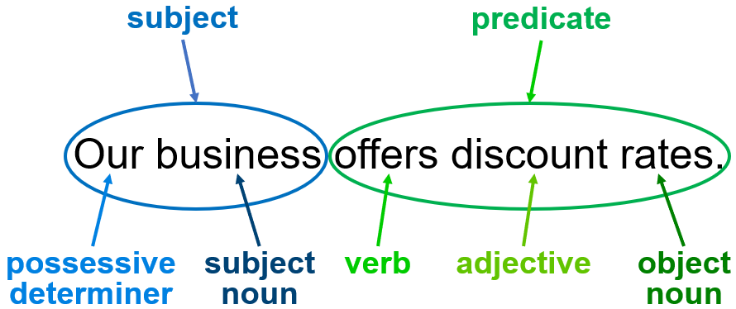 subject predicate
Our business offers discount rates.
possessive determiner
subject noun
verb
adjective
object noun